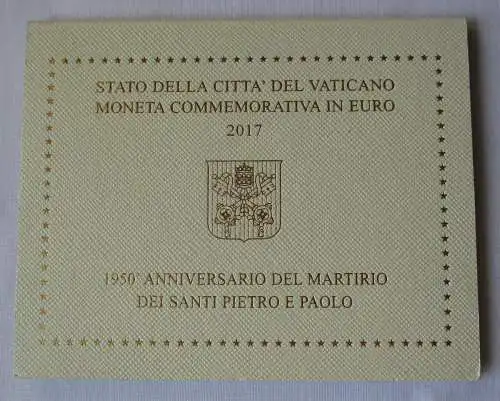 STATO DELLA CITTA' DEL VATICANO
MONETA COMMEMORATIVA IN EURO
2017
1950° ANNIVERSARIO DEL MARTIRIO
DEI SANTI PIETRO E PAOLO